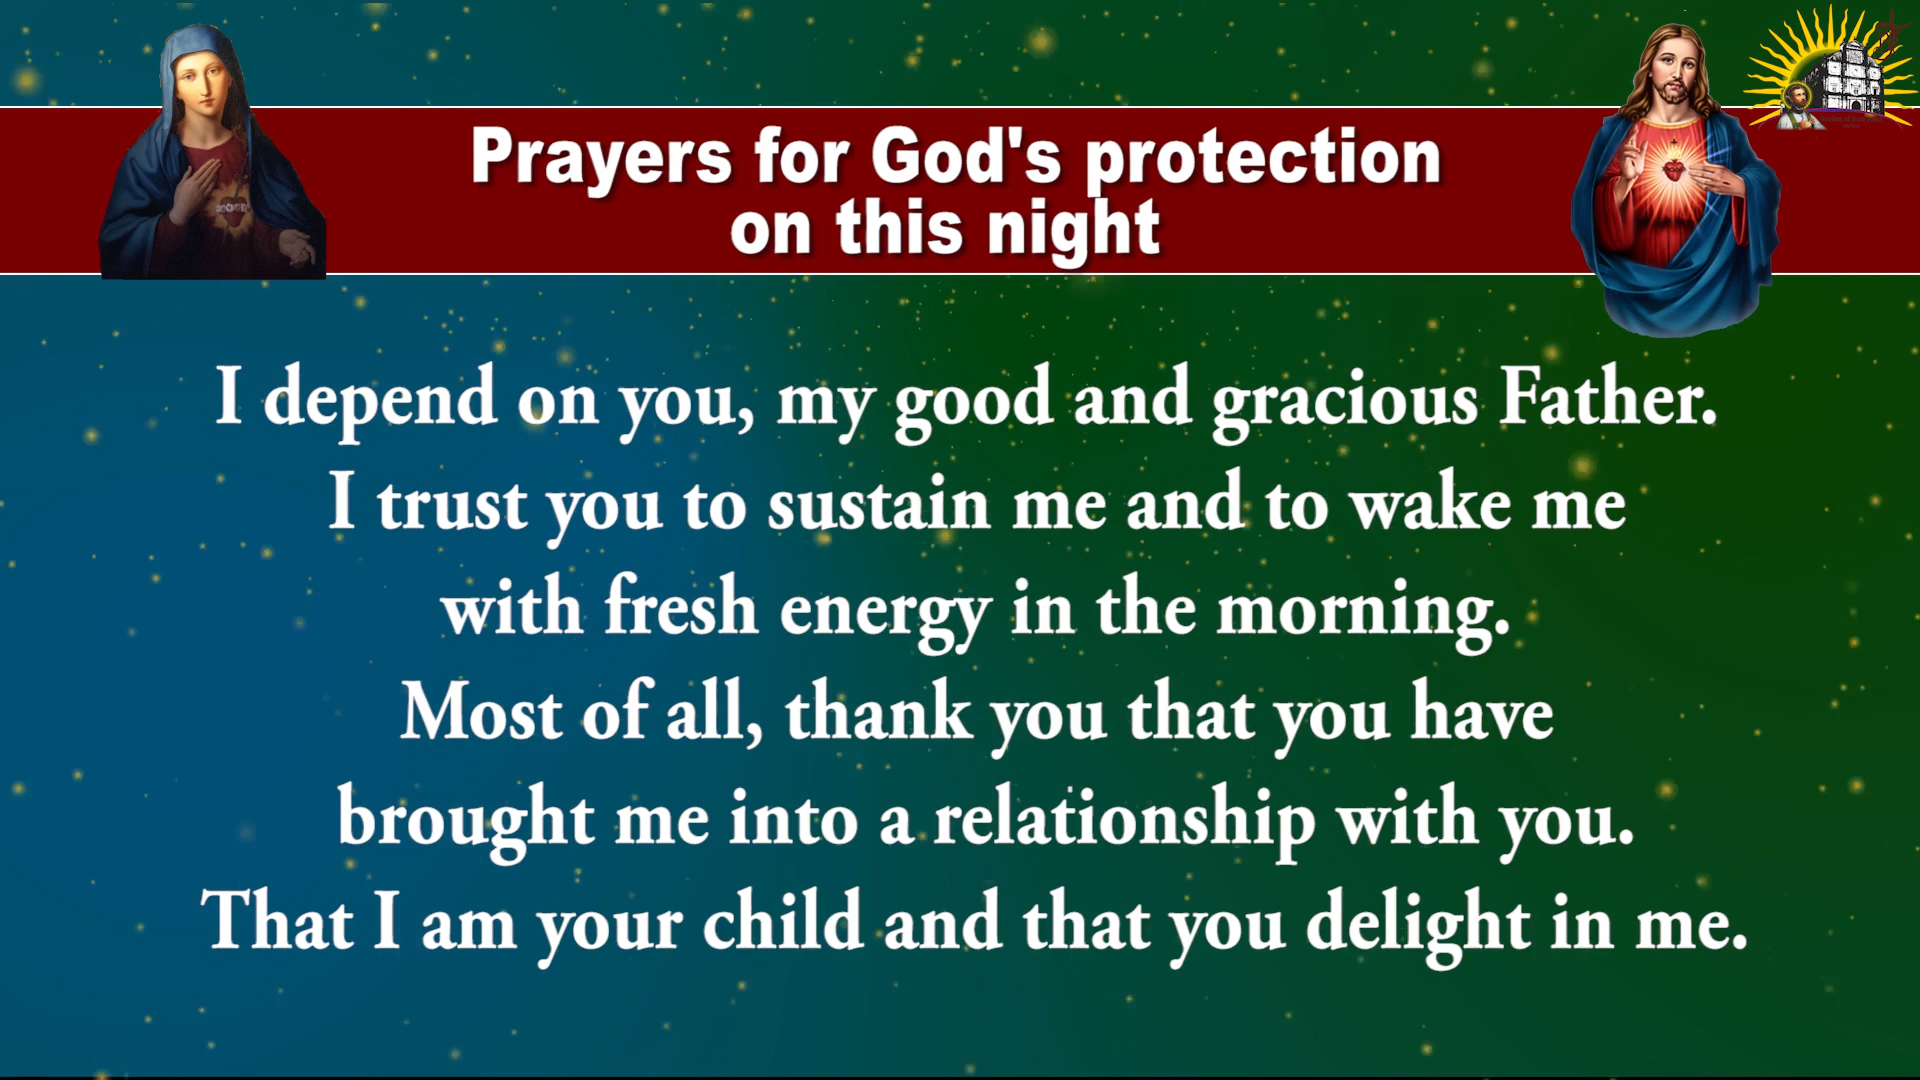 Prayers for God's protection
on this night
I depend on you, my good and gracious Father.
I trust you to sustain me and to wake me
with fresh energy in the morning.
Most of all, thank you that you have
brought me into a relationship with you.
That I am your child and that you delight in me.